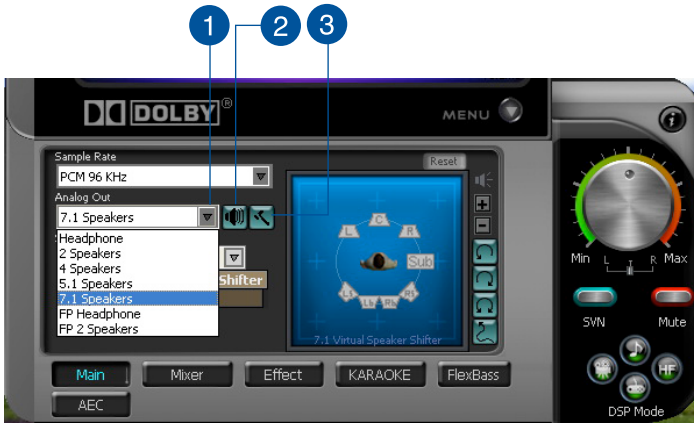 1 2 3
DOLBY®
MENU
i
Sample Rate
Reset
PCM 96 KHz
Analog Out
7.1 Speakers
Headphone
2 Speakers
4 Speakers
5.1 Speakers
Shifter
7.1 Speakers
FP Headphone
FP 2 Speakers
L C R
Sub
Ls Lb Rb Rs
7.1 Virtual Speaker Shifter
Min L R Max
SVN Mute
HF
DSP Mode
Main Mixer Effect KARAOKE FlexBass
AEC